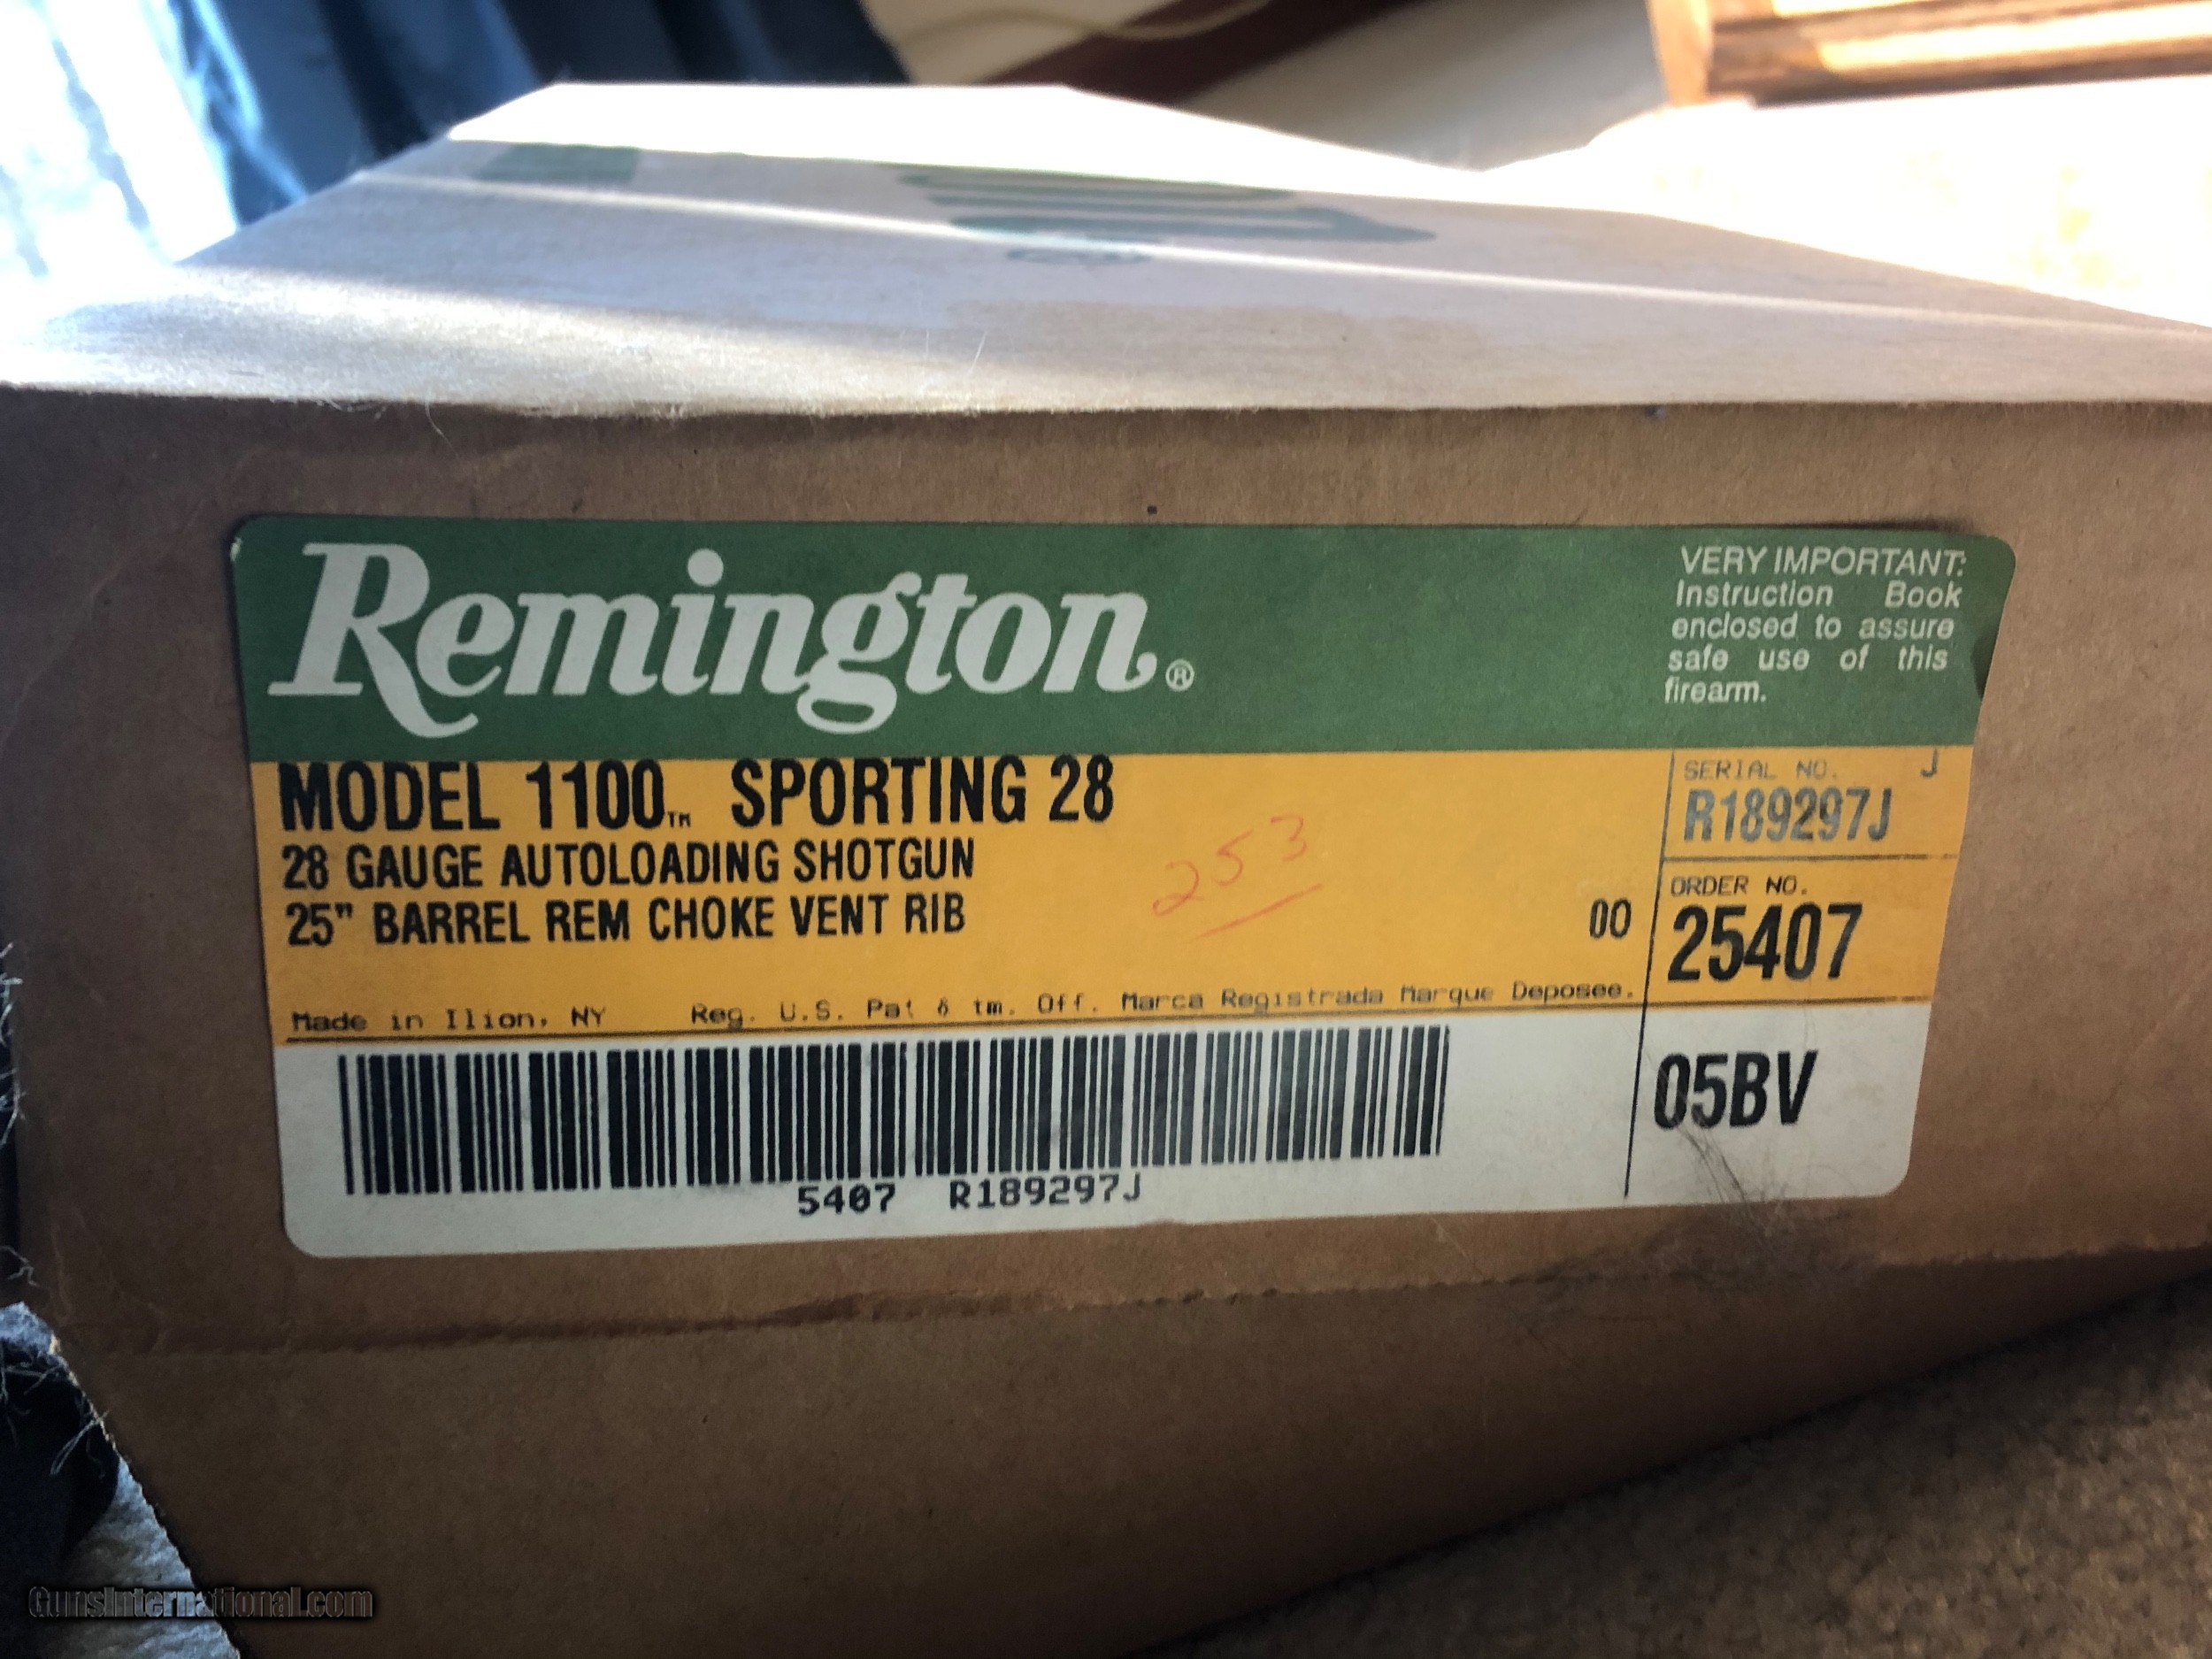 Remington®
VERY IMPORTANT:
Instruction Book
enclosed to assure
safe use of this
firearm.
MODEL 1100™ SPORTING 28
28 GAUGE AUTOLOADING SHOTGUN
25" BARREL REM CHOKE VENT RIB
253
00
SERIAL NO. J
R189297J
ORDER NO.
25407
Made in Ilion, NY Reg. U.S. Pat & tm. Off. Marca Registrada Marque Deposee.
05BV
5407 R189297J
GunsInternational.com